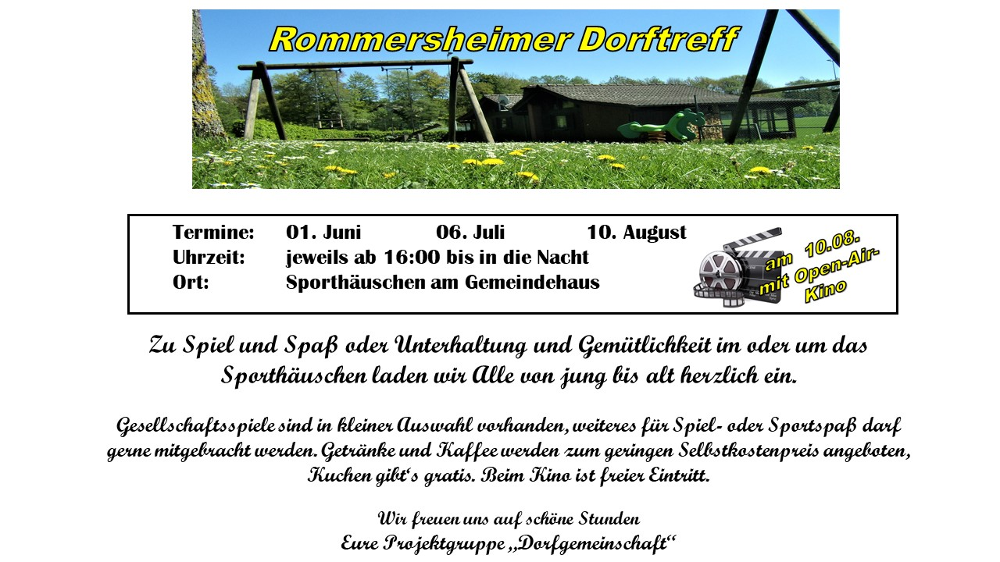 Rommersheimer Dorftreff
Termine: 01. Juni 06. Juli 10. August
Uhrzeit: jeweils ab 16:00 bis in die Nacht
Ort: Sporthäuschen am Gemeindehaus
am 10.08.
mit Open-Air-
Kino
Zu Spiel und Spaß oder Unterhaltung und Gemütlichkeit im oder um das
Sporthäuschen laden wir Alle von jung bis alt herzlich ein.
Gesellschaftsspiele sind in kleiner Auswahl vorhanden, weiteres für Spiel- oder Sportspaß darf
gerne mitgebracht werden. Getränke und Kaffee werden zum geringen Selbstkostenpreis angeboten,
Kuchen gibt‘s gratis. Beim Kino ist freier Eintritt.
Wir freuen uns auf schöne Stunden
Eure Projektgruppe „Dorfgemeinschaft“